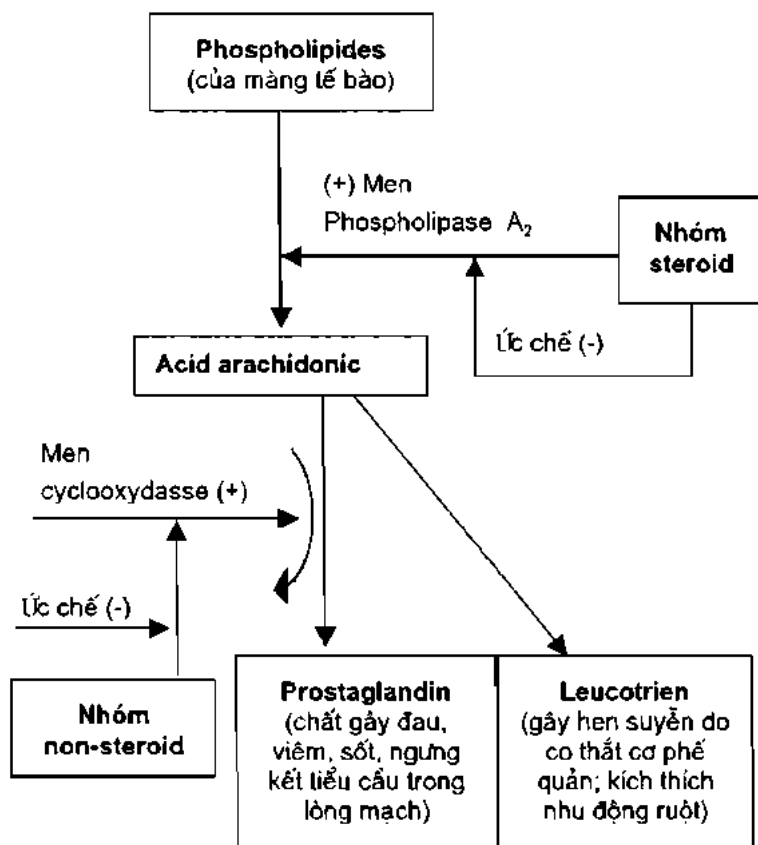 Phospholipides
(của màng tế bào)
(+) Men
Phospholipase A₂
Nhóm
steroid
Ức chế (-)
Acid arachidonic
Men
cyclooxydasse (+)
Ức chế (-)
Nhóm
non-steroid
Prostaglandin
(chất gây đau,
viêm, sốt, ngưng
kết tiểu cầu trong
lòng mạch)
Leucotrien
(gây hen suyễn do
co thắt cơ phế
quản; kích thích
nhu động ruột)